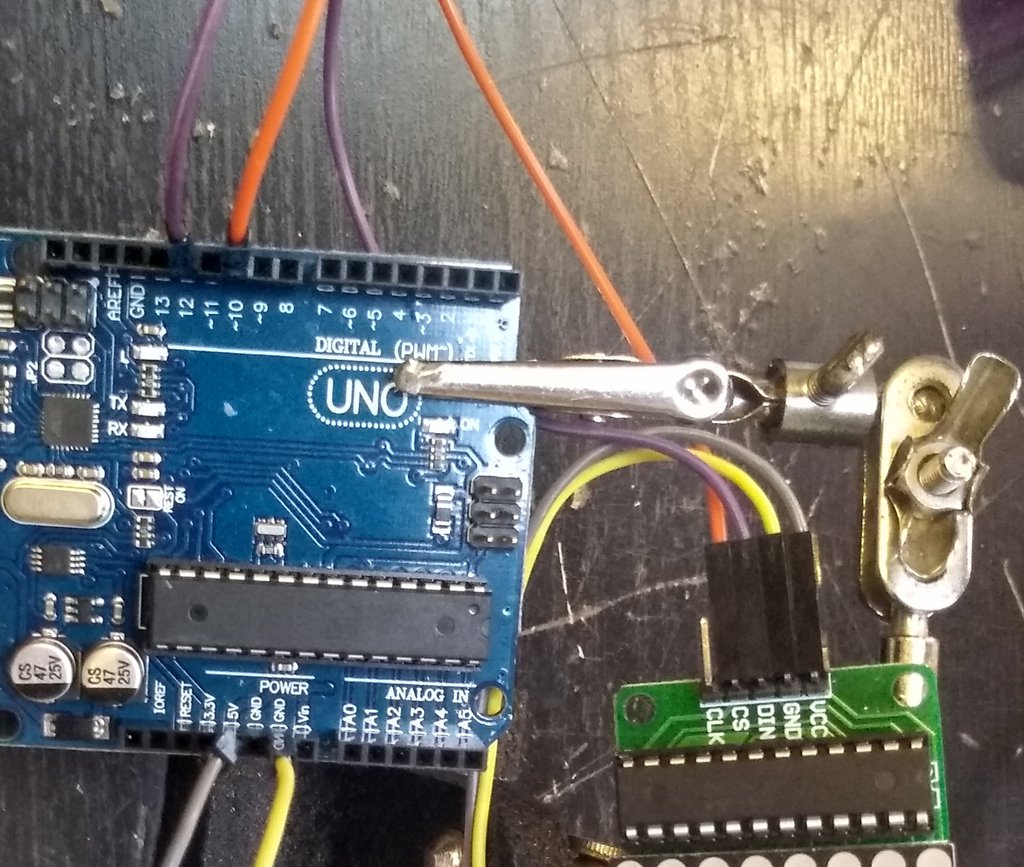 AREF
GND
13
12
~11
~10
~9
8
7
~6
~5
4
~3
2
DIGITAL (PWM~)
UNO
L
TX
RX
JP2
ON
ON
CS
47
25V
CS
47
25V
POWER
ANALOG IN
IOREF
RESET
3.3V
5V
GND
GND
Vin
A0
A1
A2
A3
A4
A5
CLK
CS
DIN
GND
VCC